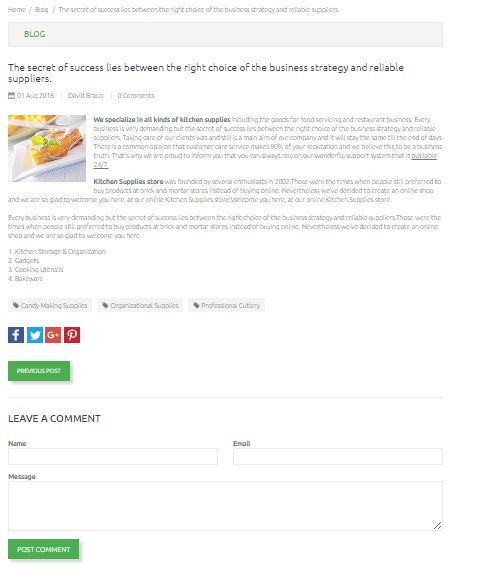 Home / Blog / The secret of success lies between the right choice of the business strategy and reliable suppliers.
BLOG
The secret of success lies between the right choice of the business strategy and reliable
suppliers.
01 Aug 2016 | David Braun | 0 Comments
We specialize in all kinds of kitchen supplies including the goods for food servicing and restaurant business. Every
business is very demanding but the secret of success lies between the right choice of the business strategy and reliable
suppliers. Taking care of our clients was and still is a main aim of our company and it will stay the same till the end of days.
There is a common opinion that customer care service makes 90% of your reputation and we believe this to be a business
truth. That's why we are proud to inform you that you can always rely on our wonderful support system that is available
24/7.
Kitchen Supplies store was founded by several enthusiasts in 2002.Those were the times when people still preferred to
buy products at brick and mortar stores instead of buying online. Nevertheless we've decided to create an online shop
and we are so glad to welcome you here, at our online Kitchen Supplies store.Welcome you here, at our online Kitchen Supplies store.
Every business is very demanding but the secret of success lies between the right choice of the business strategy and reliable suppliers.Those were the
times when people still preferred to buy products at brick and mortar stores instead of buying online. Nevertheless we've decided to create an online
shop and we are so glad to welcome you here.
1. Kitchen Storage & Organization
2. Gadgets
3. Cooking Utensils
4. Bakeware
Candy Making Supplies Organizational Supplies Professional Cutlery
PREVIOUS POST
LEAVE A COMMENT
Name Email
Message
POST COMMENT